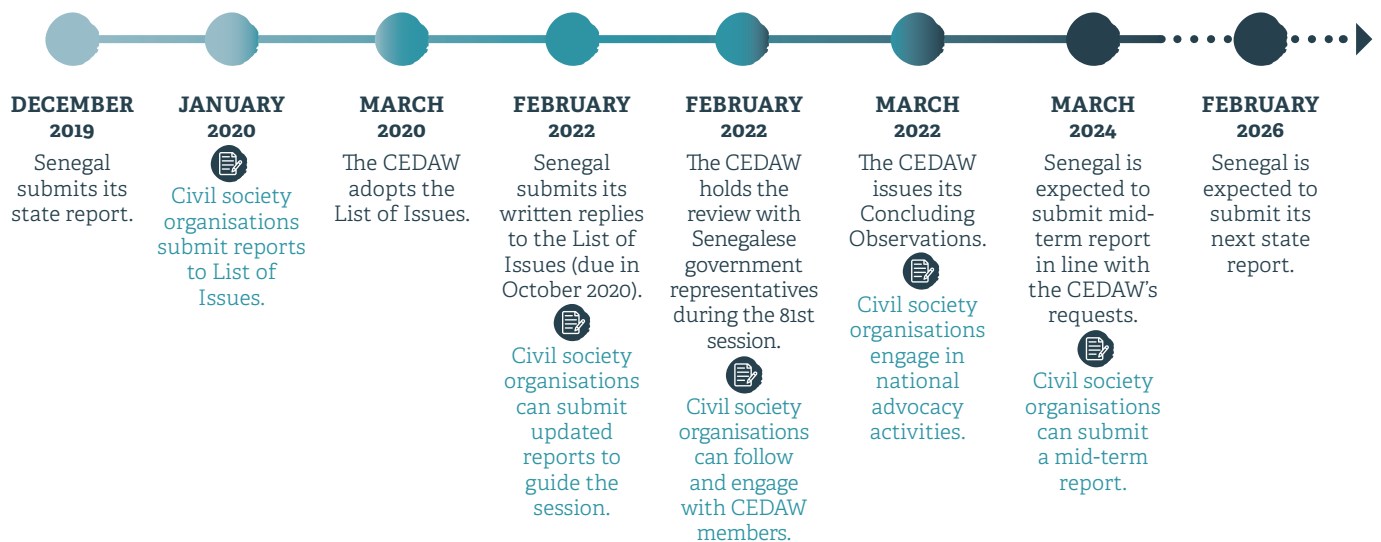 DECEMBER
2019
Senegal
submits its
state report.
JANUARY
2020
Civil society
organisations
submit reports
to List of
Issues.
MARCH
2020
The CEDAW
adopts the
List of Issues.
FEBRUARY
2022
Senegal
submits its
written replies
to the List of
Issues (due in
October 2020).
Civil society
organisations
can submit
updated
reports to
guide the
session.
FEBRUARY
2022
The CEDAW
holds the
review with
Senegalese
government
representatives
during the 81st
session.
Civil society
organisations
can follow
and engage
with CEDAW
members.
MARCH
2022
The CEDAW
issues its
Concluding
Observations.
Civil society
organisations
engage in
national
advocacy
activities.
MARCH
2024
Senegal is
expected to
submit mid-
term report
in line with
the CEDAW's
requests.
Civil society
organisations
can submit
a mid-term
report.
FEBRUARY
2026
Senegal is
expected to
submit its
next state
report.